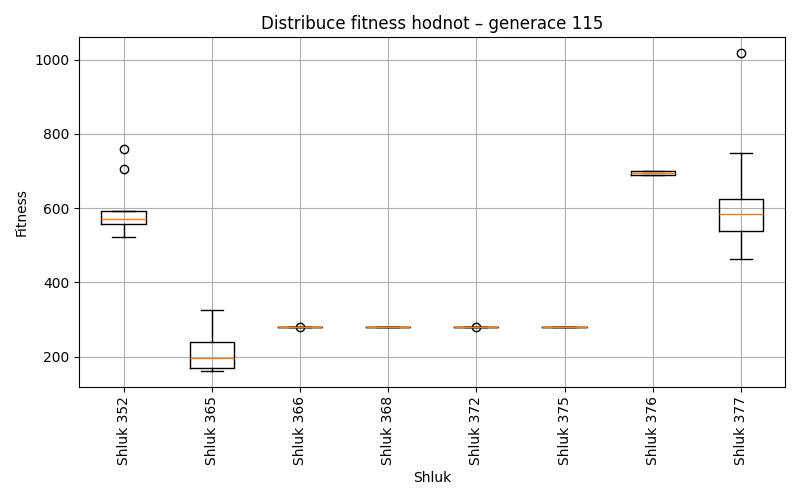 Distribuce fitness hodnot – generace 115
1000
800
600
400
200
Fitness
Shluk 352
Shluk 365
Shluk 366
Shluk 368
Shluk 372
Shluk 375
Shluk 376
Shluk 377
Shluk